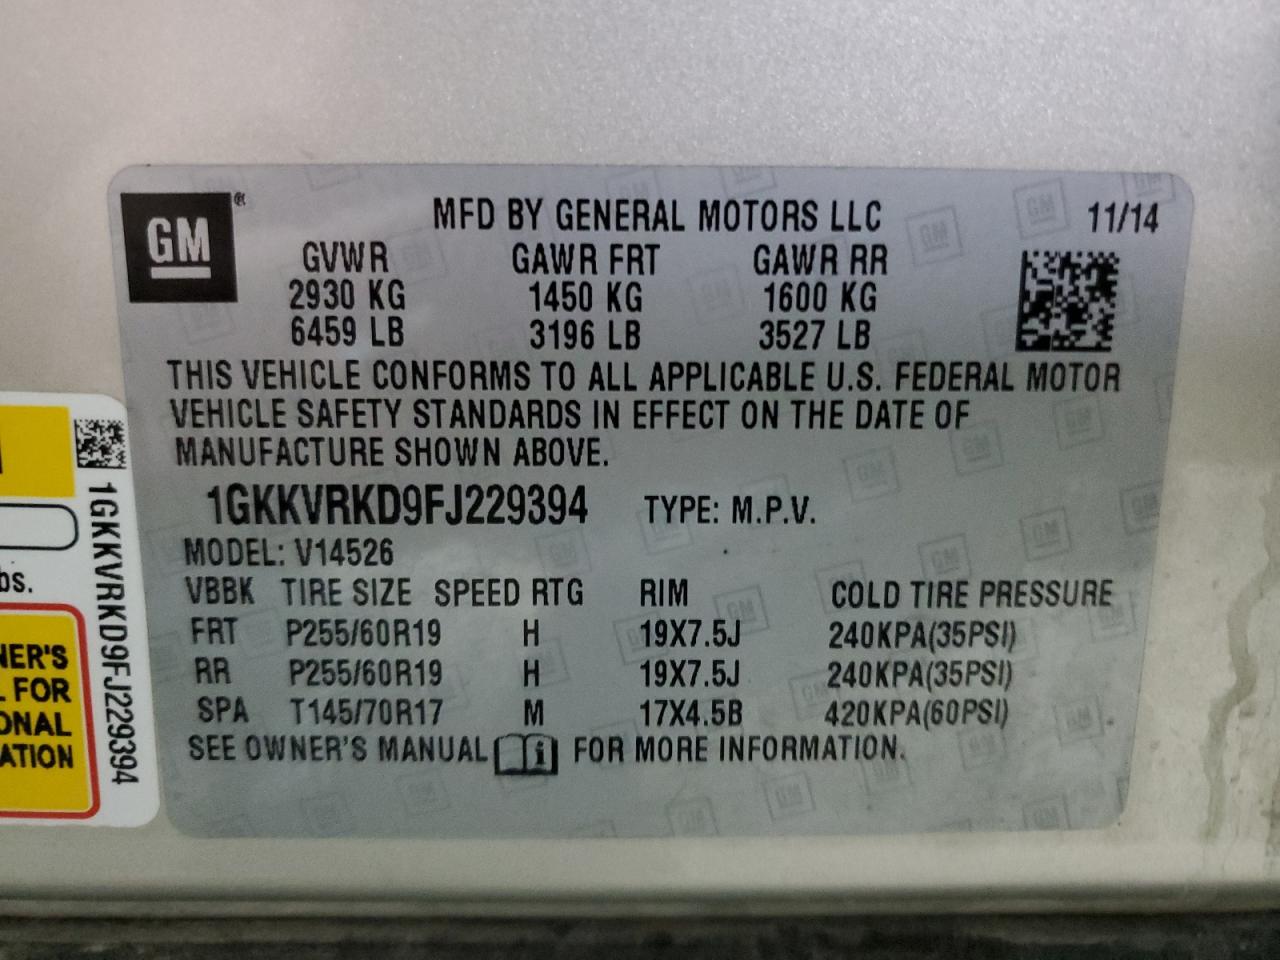 GM®
MFD BY GENERAL MOTORS LLC 11/14
GVWR GAWR FRT GAWR RR
2930 KG 1450 KG 1600 KG
6459 LB 3196 LB 3527 LB
THIS VEHICLE CONFORMS TO ALL APPLICABLE U.S. FEDERAL MOTOR
VEHICLE SAFETY STANDARDS IN EFFECT ON THE DATE OF
MANUFACTURE SHOWN ABOVE.
1GKKVRKD9FJ229394 TYPE: M.P.V.
MODEL: V14526
VBBK TIRE SIZE SPEED RTG RIM COLD TIRE PRESSURE
FRT P255/60R19 H 19X7.5J 240KPA(35PSI)
RR P255/60R19 H 19X7.5J 240KPA(35PSI)
SPA T145/70R17 M 17X4.5B 420KPA(60PSI)
SEE OWNER'S MANUAL FOR MORE INFORMATION.
1GKKVRKD9FJ229394
bs.
NER'S
FOR
ONAL
ATION